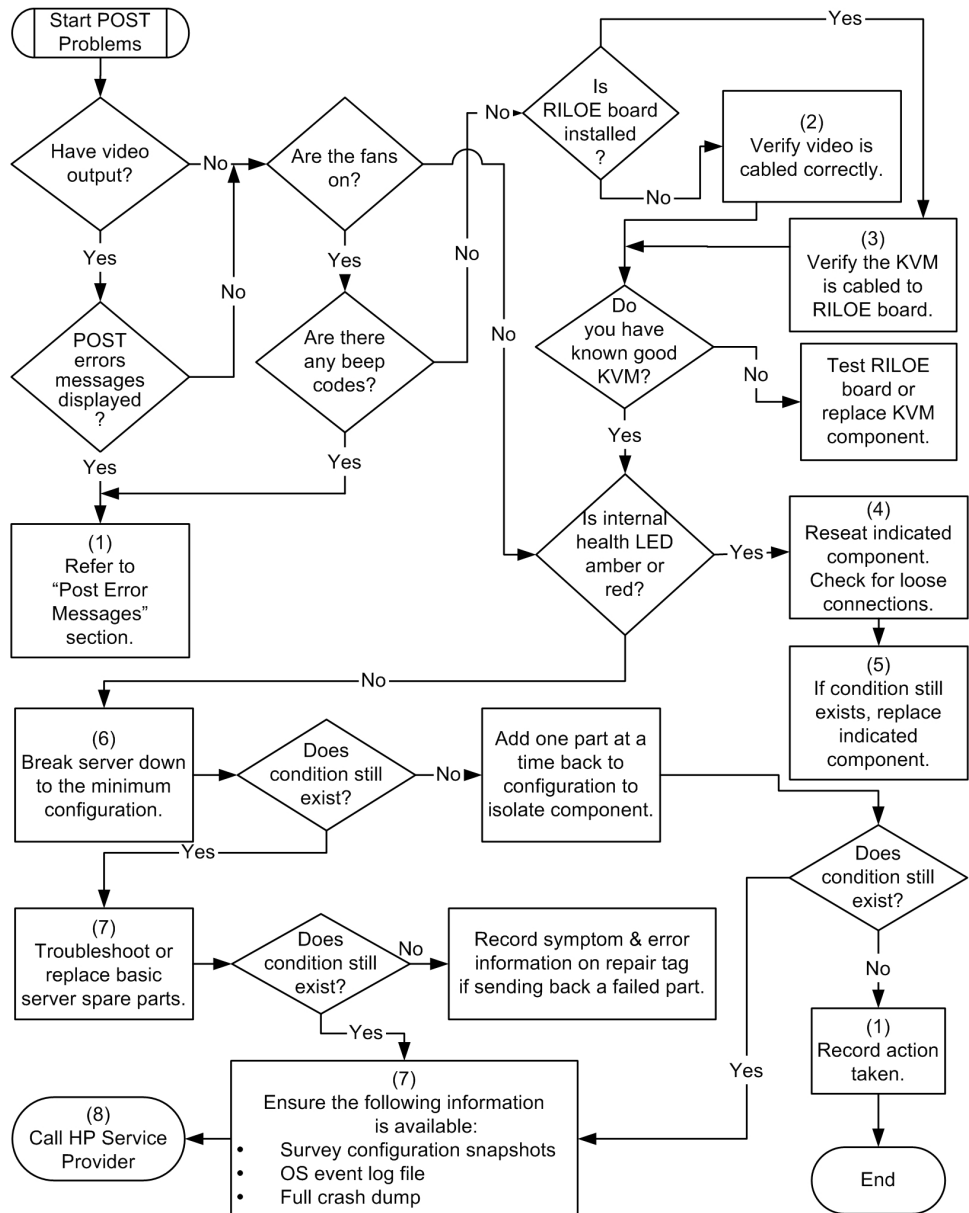 Start POST
Problems
Have video
output?
No
Yes
POST
errors
messages
displayed
?
No
Yes
(1)
Refer to
“Post Error
Messages”
section.
Are the fans
on?
No
Yes
Are there
any beep
codes?
No
No
Yes
Is
RILOE board
installed
?
Yes
No
(2)
Verify video is
cabled correctly.
(3)
Verify the KVM
is cabled to
RILOE board.
Do
you have
known good
KVM?
No
Yes
Test RILOE
board or
replace KVM
component.
Is internal
health LED
amber or
red?
Yes
No
(4)
Reseat indicated
component.
Check for loose
connections.
(5)
If condition still
exists, replace
indicated
component.
(6)
Break server down
to the minimum
configuration.
Does
condition still
exist?
No
Yes
Add one part at a
time back to
configuration to
isolate component.
Does
condition still
exist?
No
Yes
(1)
Record action
taken.
End
(7)
Troubleshoot or
replace basic
server spare parts.
Does
condition still
exist?
No
Yes
Record symptom & error
information on repair tag
if sending back a failed part.
(7)
Ensure the following information
is available:
• Survey configuration snapshots
• OS event log file
• Full crash dump
(8)
Call HP Service
Provider